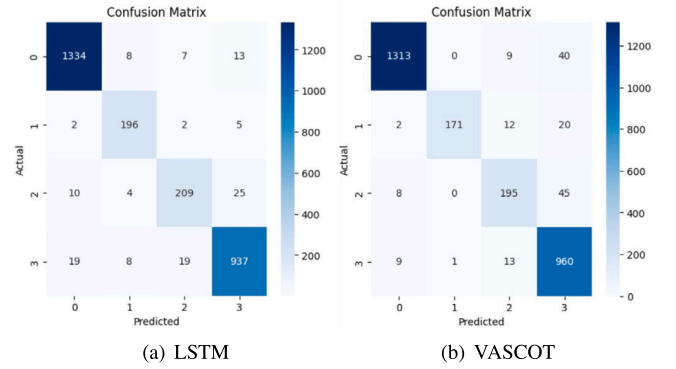 Confusion Matrix
Actual
0 1334 8 7 13
1 2 196 2 5
2 10 4 209 25
3 19 8 19 937
0 1 2 3
Predicted
1200
1000
800
600
400
200
(a) LSTM
Confusion Matrix
Actual
0 1313 0 9 40
1 2 171 12 20
2 8 0 195 45
3 9 1 13 960
0 1 2 3
Predicted
1200
1000
800
600
400
200
0
(b) VASCOT